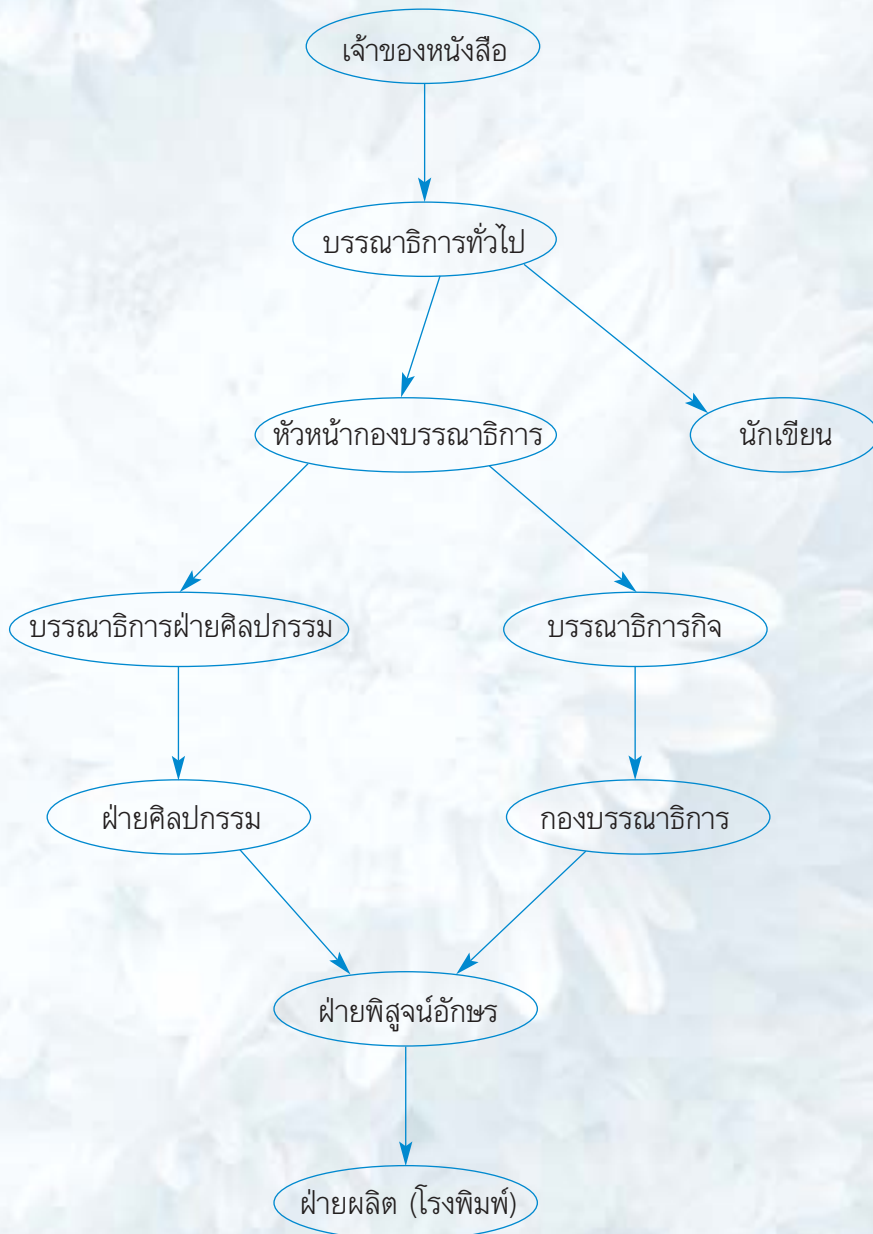 เจ้าของหนังสือ
บรรณาธิการทั่วไป
หัวหน้ากองบรรณาธิการ
นักเขียน
บรรณาธิการฝ่ายศิลปกรรม
บรรณาธิการกิจ
ฝ่ายศิลปกรรม
กองบรรณาธิการ
ฝ่ายพิสูจน์อักษร
ฝ่ายผลิต (โรงพิมพ์)